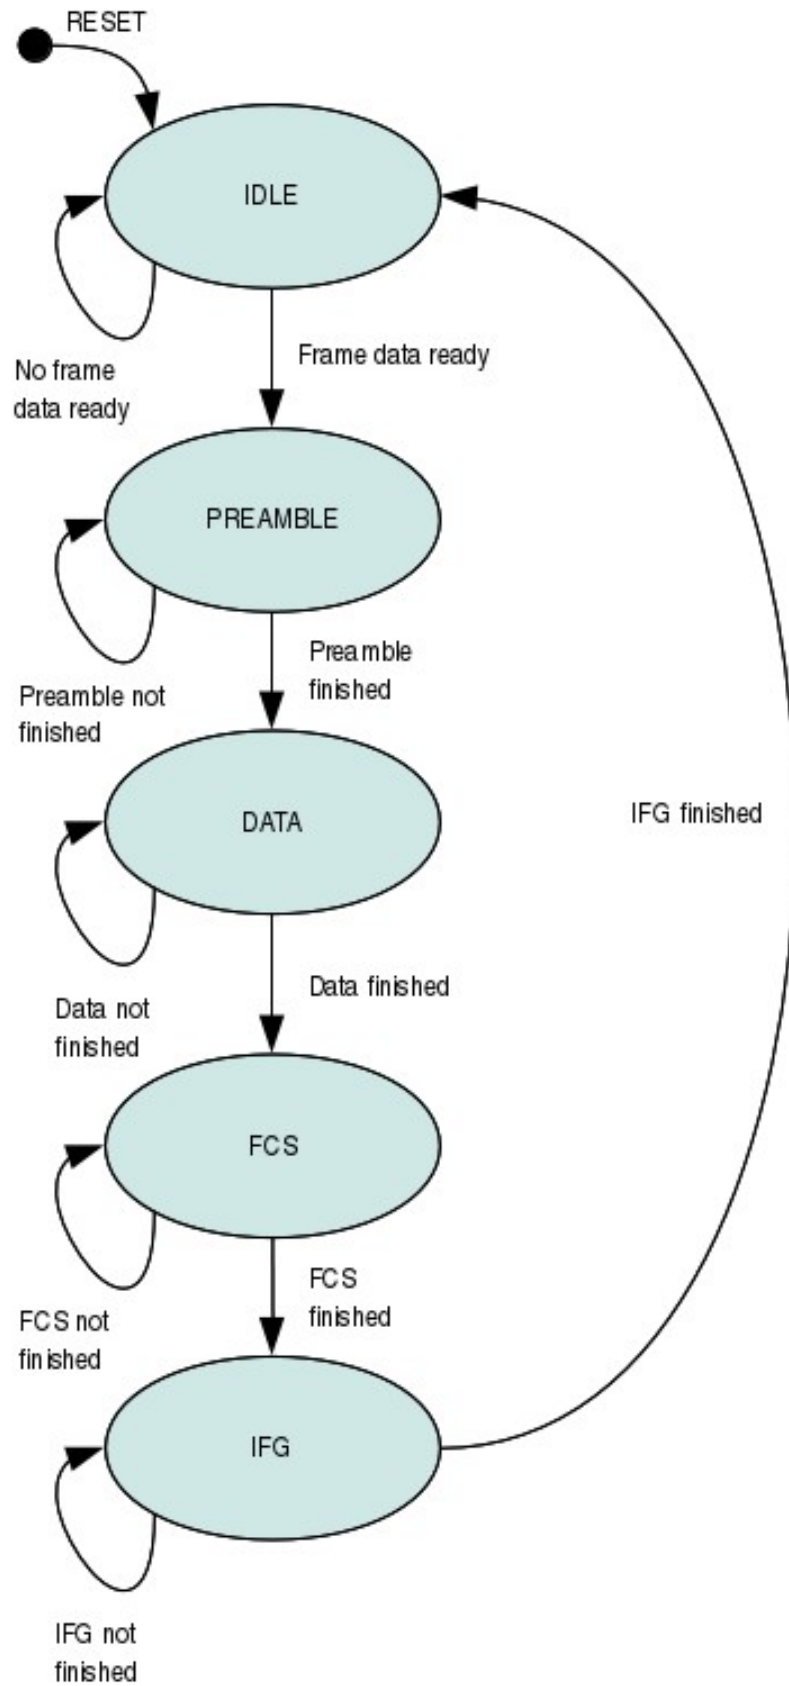 RESET
IDLE
No frame
data ready
Frame data ready
PREAMBLE
Preamble not
finished
Preamble
finished
DATA
IFG finished
Data not
finished
Data finished
FCS
FCS not
finished
FCS
finished
IFG
IFG not
finished